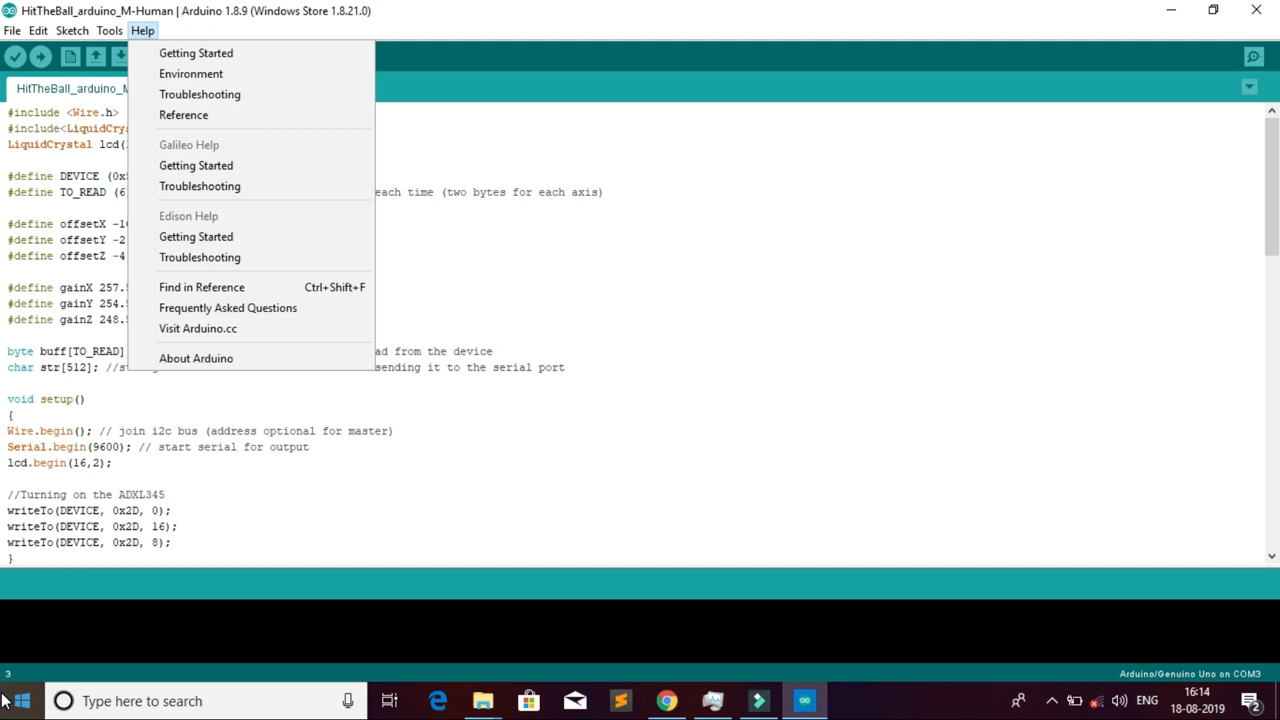 HitTheBall_arduino_M-Human | Arduino 1.8.9 (Windows Store 1.8.21.0)
File Edit Sketch Tools Help
Getting Started
Environment
Troubleshooting
Reference
Galileo Help
Getting Started
Troubleshooting
Edison Help
Getting Started
Troubleshooting
Find in Reference Ctrl+Shift+F
Frequently Asked Questions
Visit Arduino.cc
About Arduino
HitTheBall_arduino_M
#include <Wire.h>
#include<LiquidCrys
LiquidCrystal lcd(
#define DEVICE (0x
#define TO_READ (6 each time (two bytes for each axis)
#define offsetX -1
#define offsetY -2
#define offsetZ -4
#define gainX 257.
#define gainY 254.
#define gainZ 248.
byte buff[TO_READ] ad from the device
char str[512]; //s sending it to the serial port
void setup()
{
Wire.begin(); // join i2c bus (address optional for master)
Serial.begin(9600); // start serial for output
lcd.begin(16,2);
//Turning on the ADXL345
writeTo(DEVICE, 0x2D, 0);
writeTo(DEVICE, 0x2D, 16);
writeTo(DEVICE, 0x2D, 8);
}
3 Arduino/Genuino Uno on COM3
Type here to search
ENG
16:14
18-08-2019
2